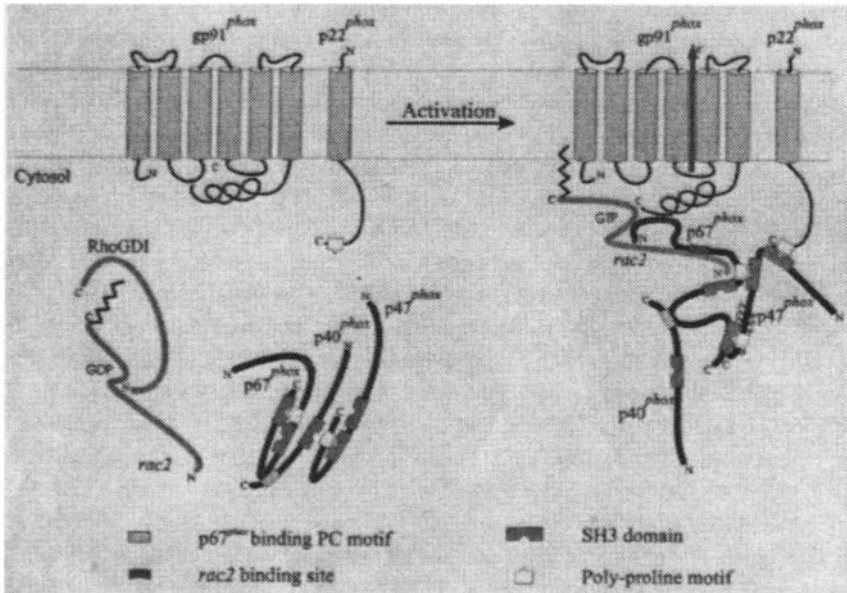 gp91phox
p22phox
N
N
C
C
Cytosol
Activation
gp91phox
p22phox
N
N
C
C
GTP
p67phox
C
N
rac2
N
p47phox
N
C
C
C
p40phox
N
RhoGDI
C
C
GDP
N
rac2
N
N
p67phox
C
p40phox
N
p47phox
N
C
C
p67phox binding PC motif
SH3 domain
rac2 binding site
Poly-proline motif